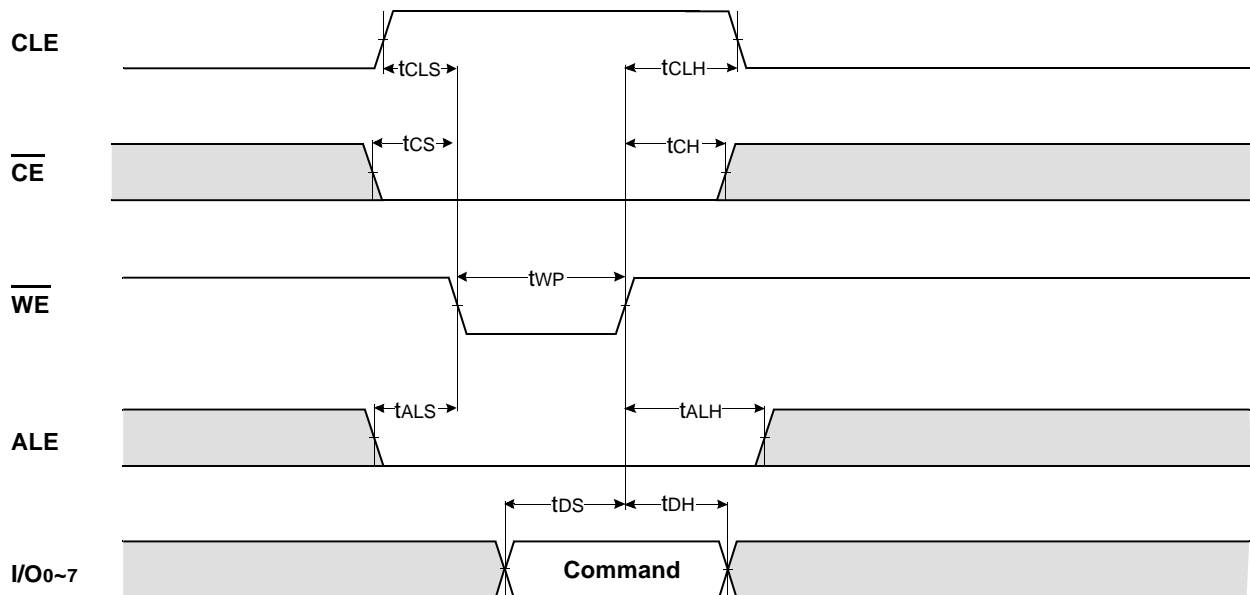 CLE
tCLS
tCLH
CE
tCS
tCH
WE
tWP
ALE
tALS
tALH
tDS
tDH
I/O0~7
Command